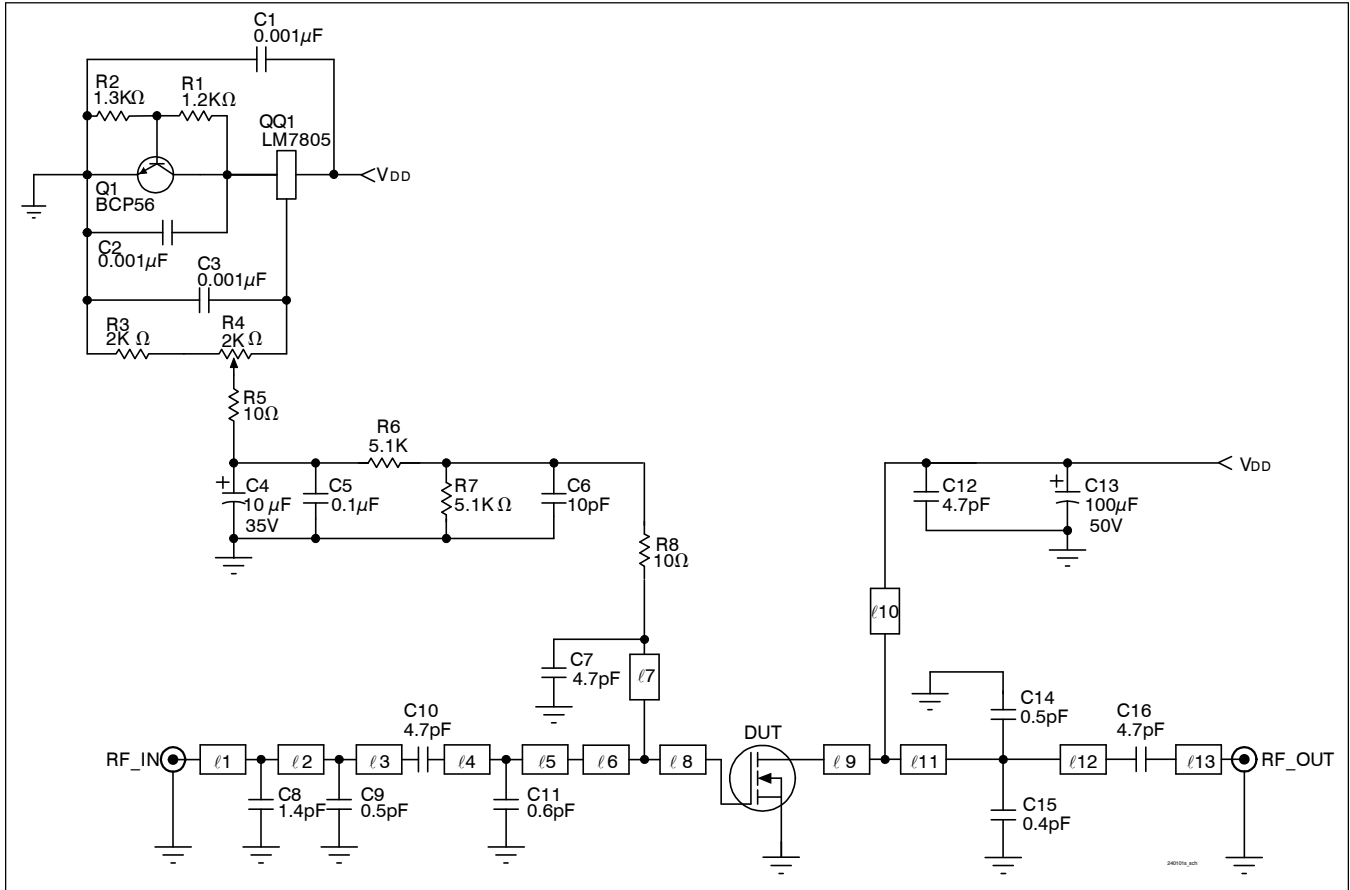 C1
0.001µF
R2
1.3KΩ
R1
1.2KΩ
QQ1
LM7805
VDD
Q1
BCP56
C2
0.001µF
C3
0.001µF
R3
2K Ω
R4
2K Ω
R5
10Ω
R6
5.1K
C4
10 µF
35V
C5
0.1µF
R7
5.1K Ω
C6
10pF
R8
10Ω
VDD
C12
4.7pF
C13
100µF
50V
ℓ10
C7
4.7pF
ℓ7
C14
0.5pF
C10
4.7pF
C16
4.7pF
DUT
RF_IN
ℓ1
ℓ2
ℓ3
ℓ4
ℓ5
ℓ6
ℓ 8
ℓ 9
ℓ11
ℓ12
ℓ13
RF_OUT
C8
1.4pF
C9
0.5pF
C11
0.6pF
C15
0.4pF
240101s_sch